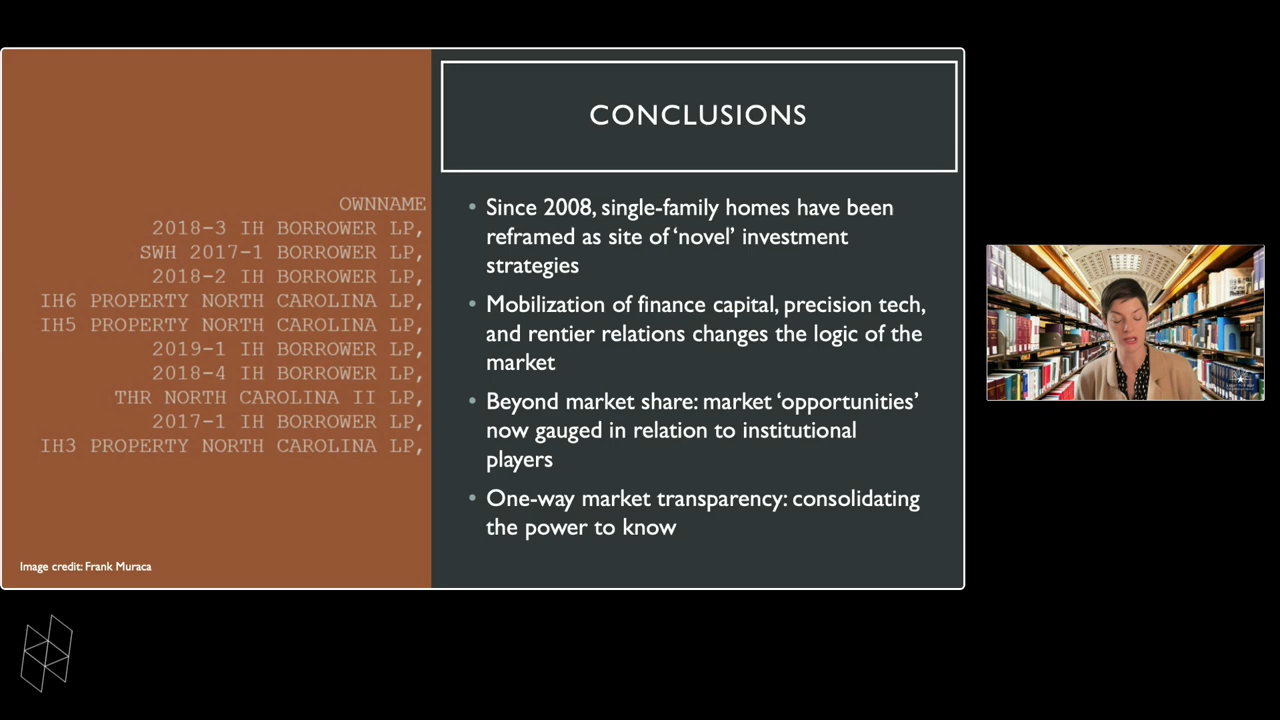 OWNNAME
2018-3 IH BORROWER LP,
SWH 2017-1 BORROWER LP,
2018-2 IH BORROWER LP,
IH6 PROPERTY NORTH CAROLINA LP,
IH5 PROPERTY NORTH CAROLINA LP,
2019-1 IH BORROWER LP,
2018-4 IH BORROWER LP,
THR NORTH CAROLINA II LP,
2017-1 IH BORROWER LP,
IH3 PROPERTY NORTH CAROLINA LP,
Image credit: Frank Muraca
CONCLUSIONS
• Since 2008, single-family homes have been
reframed as site of ‘novel’ investment
strategies
• Mobilization of finance capital, precision tech,
and rentier relations changes the logic of the
market
• Beyond market share: market ‘opportunities’
now gauged in relation to institutional
players
• One-way market transparency: consolidating
the power to know